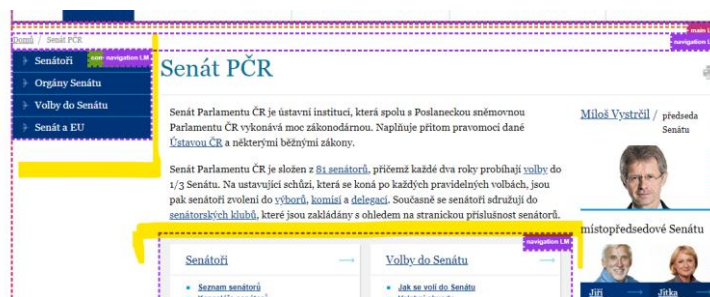 main L
navigation LM
Domů / Senát PČR
Senátoři
navigation LM
Orgány Senátu
Volby do Senátu
Senát a EU
Senát PČR
Senát Parlamentu ČR je ústavní institucí, která spolu s Poslaneckou sněmovnou
Parlamentu ČR vykonává moc zákonodárnou. Naplňuje přitom pravomoci dané
Ústavou ČR a některými běžnými zákony.
Senát Parlamentu ČR je složen z 81 senátorů, přičemž každé dva roky probíhají volby do
1/3 Senátu. Na ustavující schůzi, která se koná po každých pravidelných volbách, jsou
pak senátoři zvoleni do výborů, komisí a delegací. Současně se senátoři sdružují do
senátorských klubů, které jsou zakládány s ohledem na stranickou příslušnost senátorů.
Miloš Vystrčil / předseda
Senátu
místopředsedové Senátu
Jiří
Jitka
navigation LM
Senátoři
Seznam senátorů
Volby do Senátu
Jak se volí do Senátu